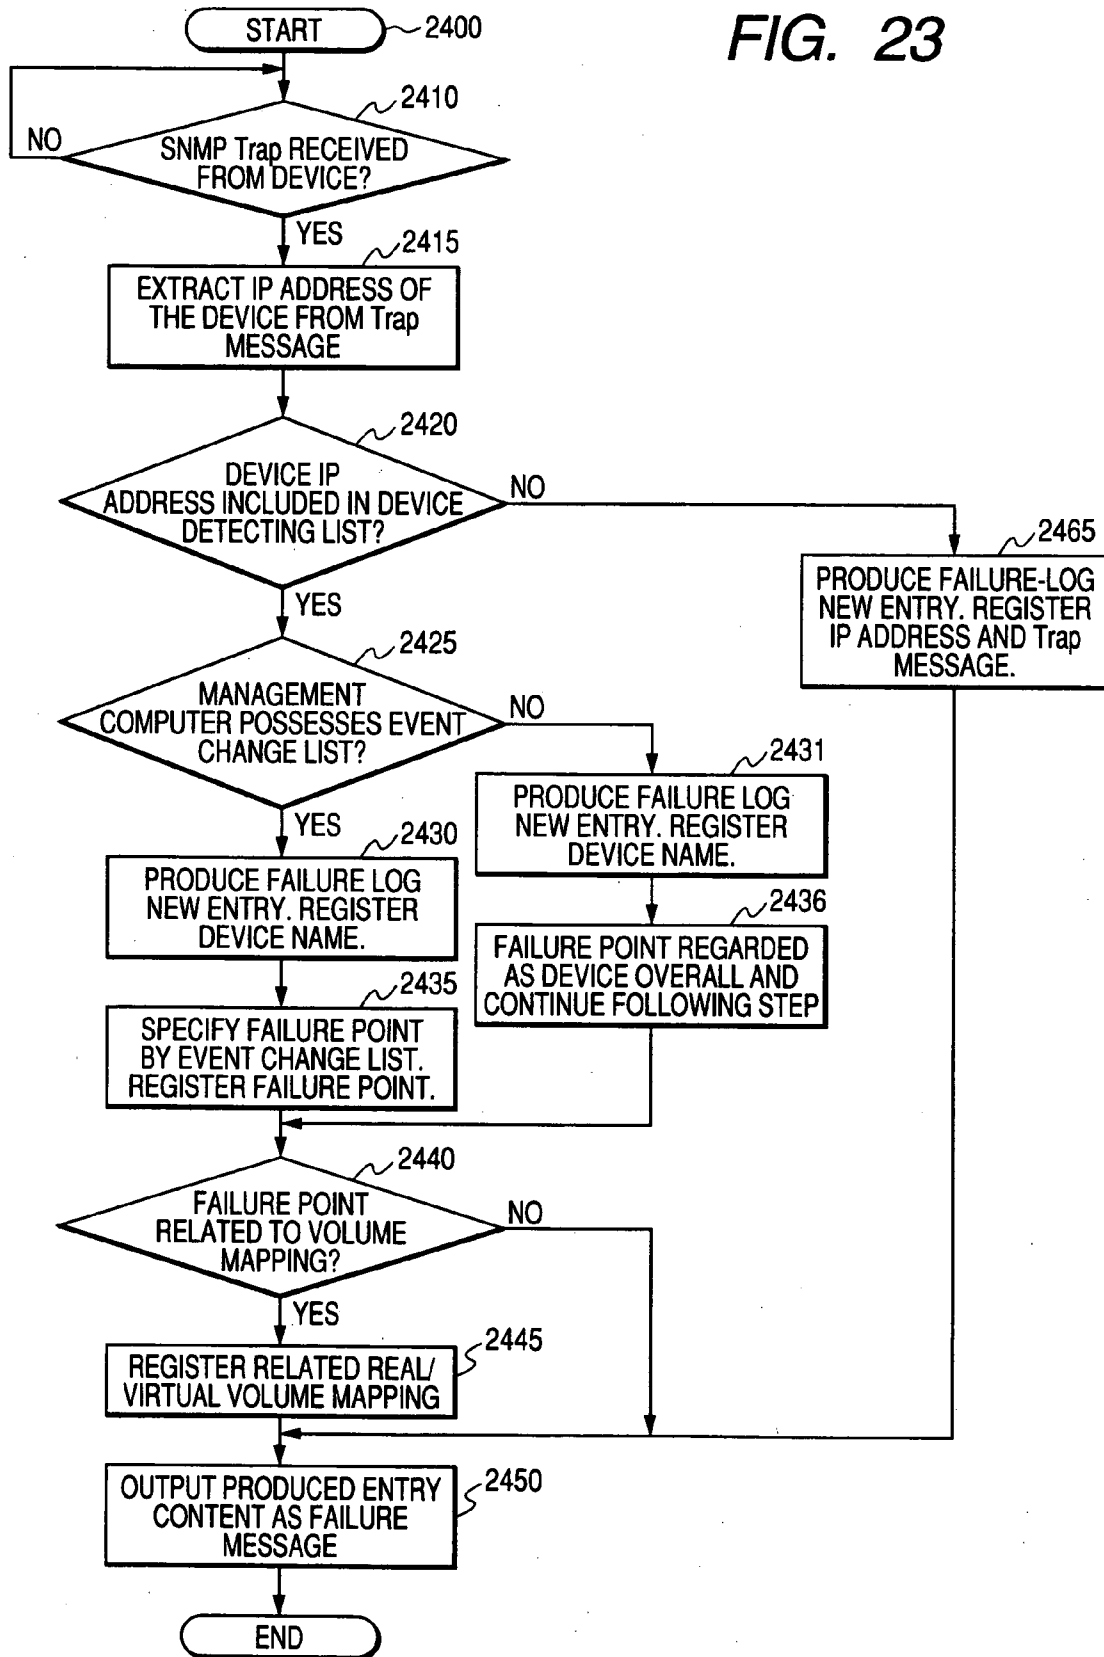 FIG. 23
START
2400
2410
NO
SNMP Trap RECEIVED
FROM DEVICE?
YES
2415
EXTRACT IP ADDRESS OF
THE DEVICE FROM Trap
MESSAGE
2420
DEVICE IP
ADDRESS INCLUDED IN DEVICE
DETECTING LIST?
NO
YES
2465
PRODUCE FAILURE-LOG
NEW ENTRY. REGISTER
IP ADDRESS AND Trap
MESSAGE.
2425
MANAGEMENT
COMPUTER POSSESSES EVENT
CHANGE LIST?
NO
YES
2431
PRODUCE FAILURE LOG
NEW ENTRY. REGISTER
DEVICE NAME.
2430
PRODUCE FAILURE LOG
NEW ENTRY. REGISTER
DEVICE NAME.
2436
FAILURE POINT REGARDED
AS DEVICE OVERALL AND
CONTINUE FOLLOWING STEP
2435
SPECIFY FAILURE POINT
BY EVENT CHANGE LIST.
REGISTER FAILURE POINT.
2440
FAILURE POINT
RELATED TO VOLUME
MAPPING?
NO
YES
2445
REGISTER RELATED REAL/
VIRTUAL VOLUME MAPPING
2450
OUTPUT PRODUCED ENTRY
CONTENT AS FAILURE
MESSAGE
END